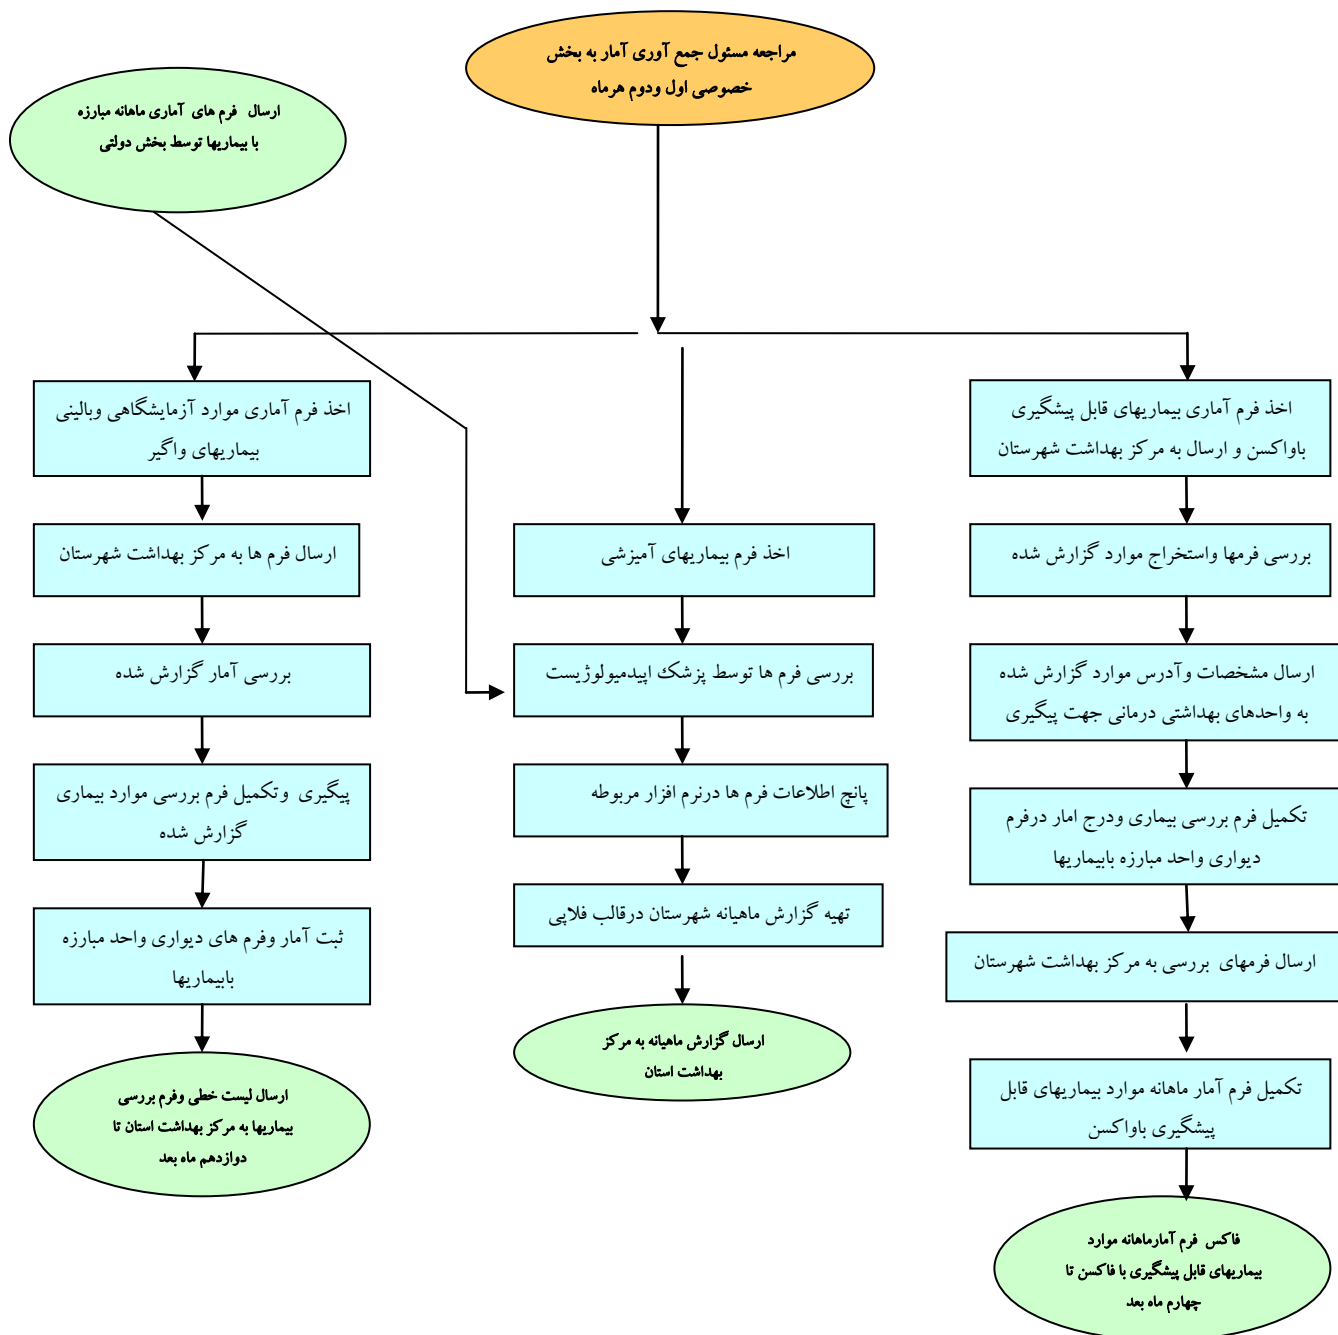 مراجعه مسئول جمع آوری آمار به بخش
خصوصی اول ودوم هرماه
ارسال فرم های آماری ماهانه مبارزه
با بیماریها توسط بخش دولتی
اخذ فرم آماری بیماریهای قابل پیشگیری
باواکسن و ارسال به مرکز بهداشت شهرستان
بررسی فرمها واستخراج موارد گزارش شده
ارسال مشخصات وآدرس موارد گزارش شده
به واحدهای بهداشتی درمانی جهت پیگیری
تکمیل فرم بررسی بیماری ودرج امار درفرم
دیواری واحد مبارزه بابیماریها
ارسال فرمهای بررسی به مرکز بهداشت شهرستان
تکمیل فرم آمار ماهانه موارد بیماریهای قابل
پیشگیری باواکسن
فاکس فرم آمارماهانه موارد
بیماریهای قابل پیشگیری با فاکسن تا
چهارم ماه بعد
اخذ فرم بیماریهای آمیزشی
بررسی فرم ها توسط پزشک اپیدمیولوژیست
پانچ اطلاعات فرم ها درنرم افزار مربوطه
تهیه گزارش ماهیانه شهرستان درقالب فلاپی
ارسال گزارش ماهیانه به مرکز
بهداشت استان
اخذ فرم آماری موارد آزمایشگاهی وبالینی
بیماریهای واگیر
ارسال فرم ها به مرکز بهداشت شهرستان
بررسی آمار گزارش شده
پیگیری وتکمیل فرم بررسی موارد بیماری
گزارش شده
ثبت آمار وفرم های دیواری واحد مبارزه
بابیماریها
ارسال لیست خطی وفرم بررسی
بیماریها به مرکز بهداشت استان تا
دوازدهم ماه بعد